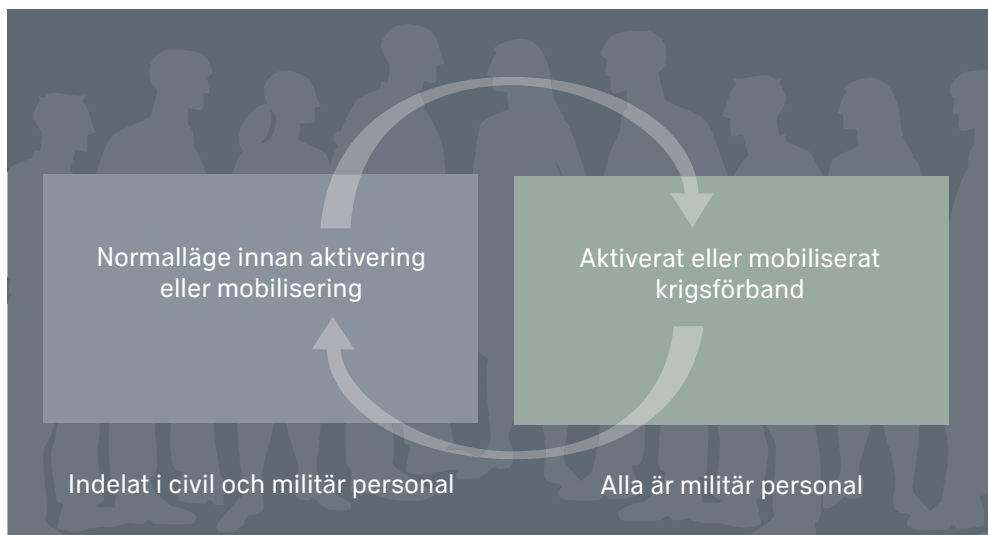 Normalläge innan aktivering
eller mobilisering
Aktiverat eller mobiliserat
krigsförband
Indelat i civil och militär personal
Alla är militär personal